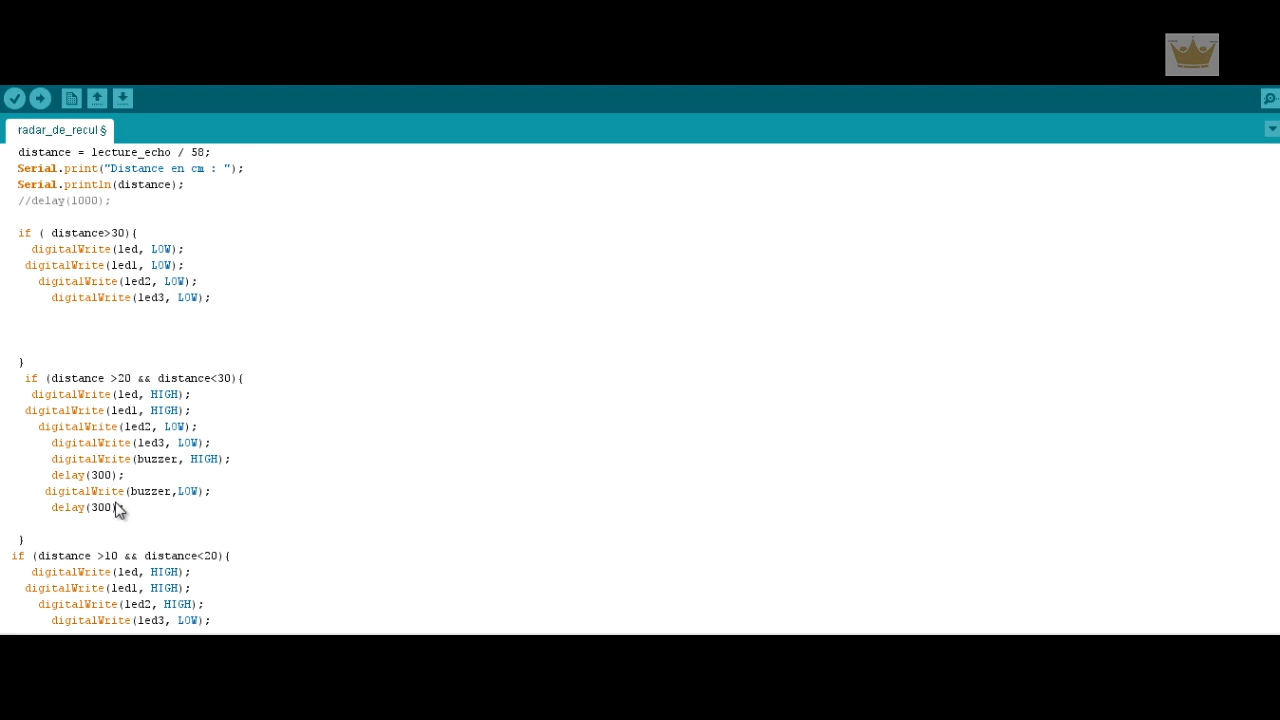 radar_de_recul §
distance = lecture_echo / 58;
Serial.print("Distance en cm : ");
Serial.println(distance);
//delay(1000);
if ( distance>30){
digitalWrite(led, LOW);
digitalWrite(led1, LOW);
digitalWrite(led2, LOW);
digitalWrite(led3, LOW);
}
if (distance >20 && distance<30){
digitalWrite(led, HIGH);
digitalWrite(led1, HIGH);
digitalWrite(led2, LOW);
digitalWrite(led3, LOW);
digitalWrite(buzzer, HIGH);
delay(300);
digitalWrite(buzzer,LOW);
delay(300)
}
if (distance >10 && distance<20){
digitalWrite(led, HIGH);
digitalWrite(led1, HIGH);
digitalWrite(led2, HIGH);
digitalWrite(led3, LOW);